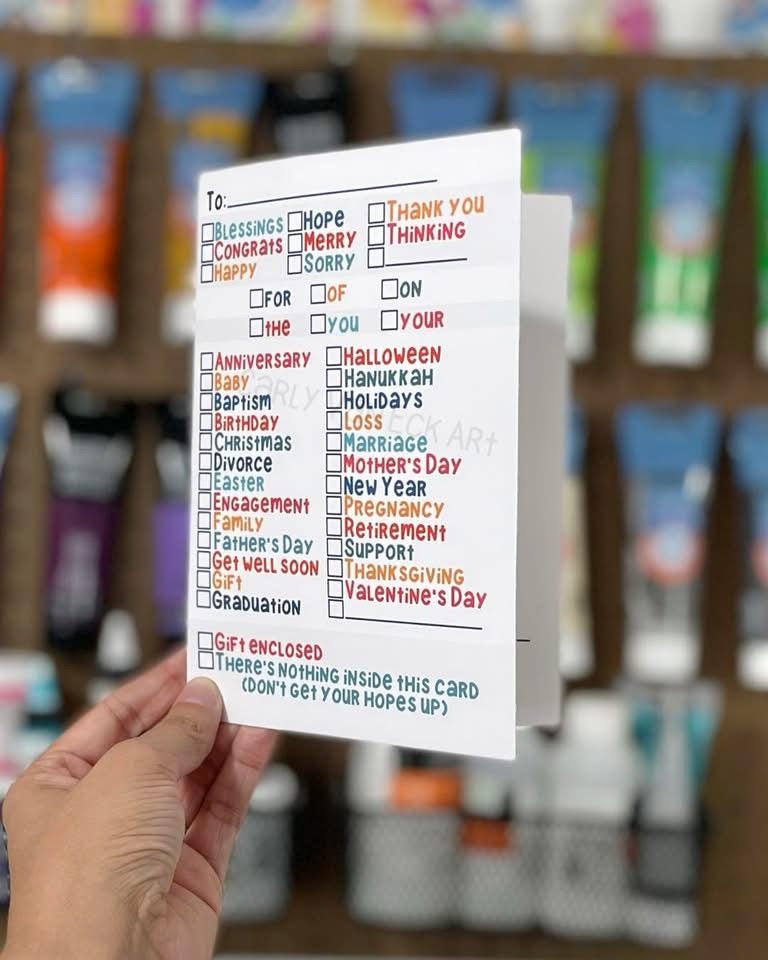 To:
☐ Blessings ☐ Hope ☐ Thank you
☐ Congrats ☐ Merry ☐ Thinking
☐ Happy ☐ Sorry ☐
☐ for ☐ of ☐ on
☐ the ☐ you ☐ your
☐ Anniversary
☐ Baby
☐ Baptism
☐ Birthday
☐ Christmas
☐ Divorce
☐ Easter
☐ Engagement
☐ Family
☐ Father's Day
☐ Get well soon
☐ Gift
☐ Graduation
☐ Halloween
☐ Hanukkah
☐ Holidays
☐ Loss
☐ Marriage
☐ Mother's Day
☐ New Year
☐ Pregnancy
☐ Retirement
☐ Support
☐ Thanksgiving
☐ Valentine's Day
☐
☐ Gift enclosed
☐ There's nothing inside this card
(Don't get your hopes up)